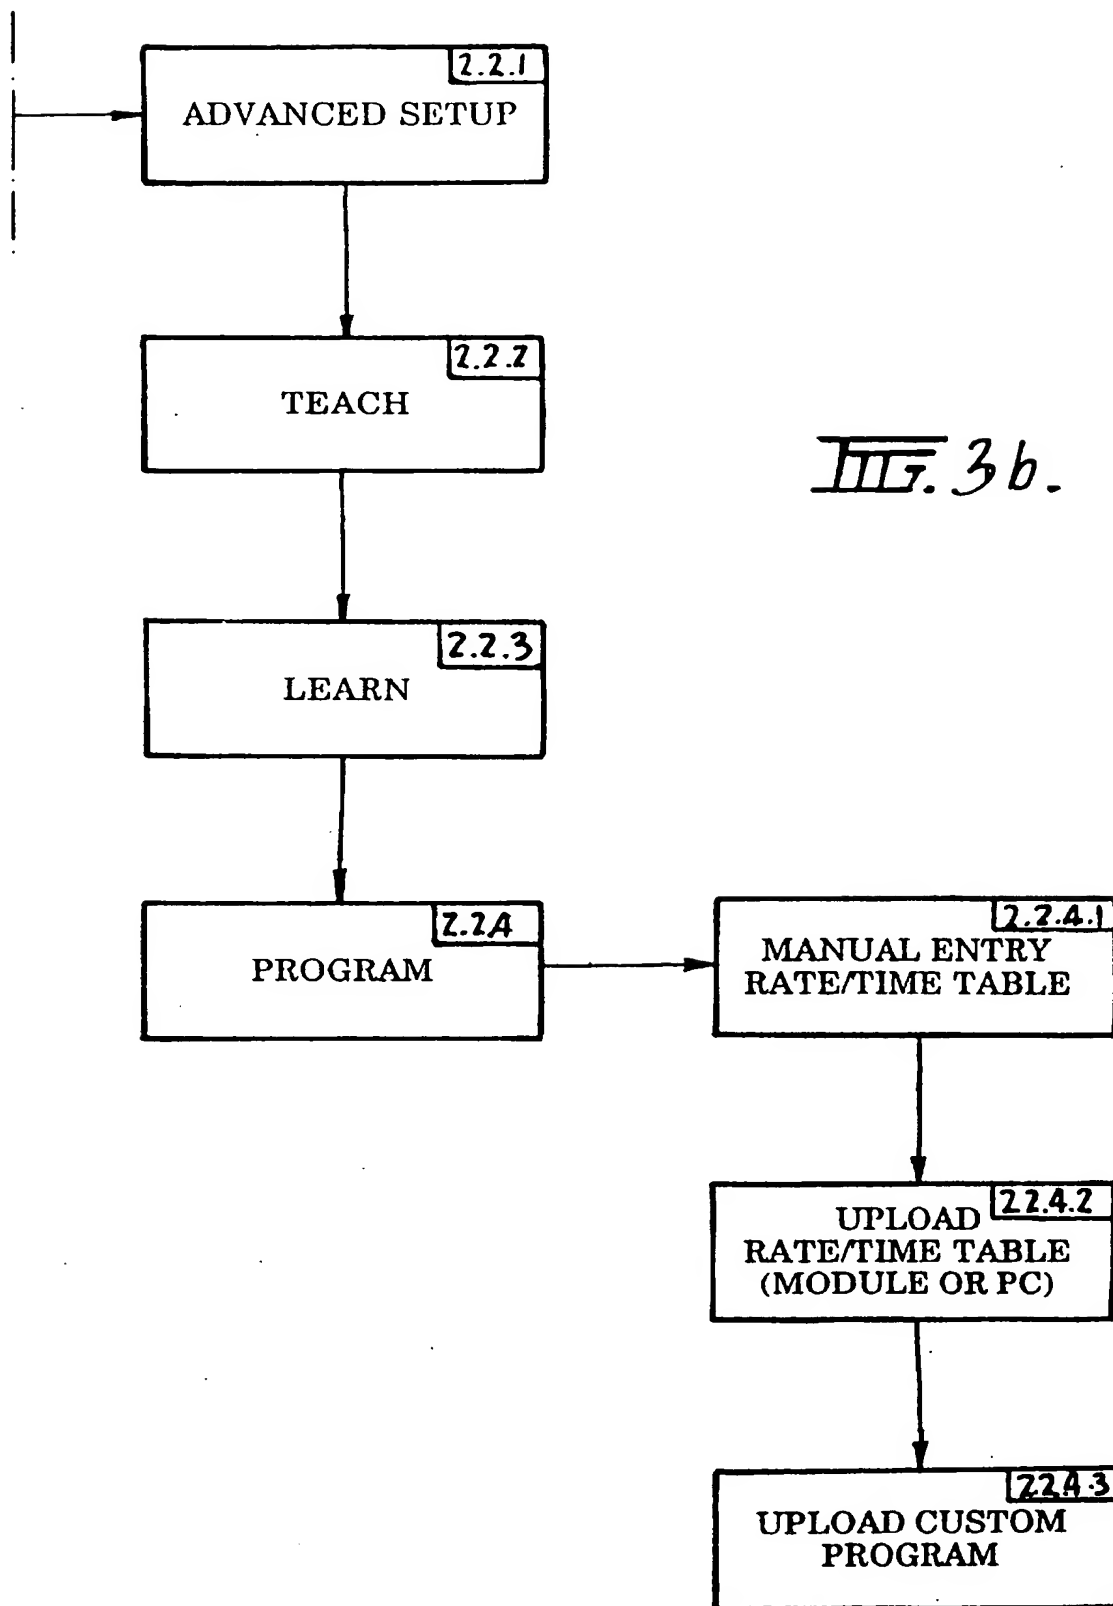 2.2.1
ADVANCED SETUP
2.2.2
TEACH
FIG. 3b.
2.2.3
LEARN
2.2.4
PROGRAM
2.2.4.1
MANUAL ENTRY
RATE/TIME TABLE
2.2.4.2
UPLOAD
RATE/TIME TABLE
(MODULE OR PC)
2.2.4.3
UPLOAD CUSTOM
PROGRAM